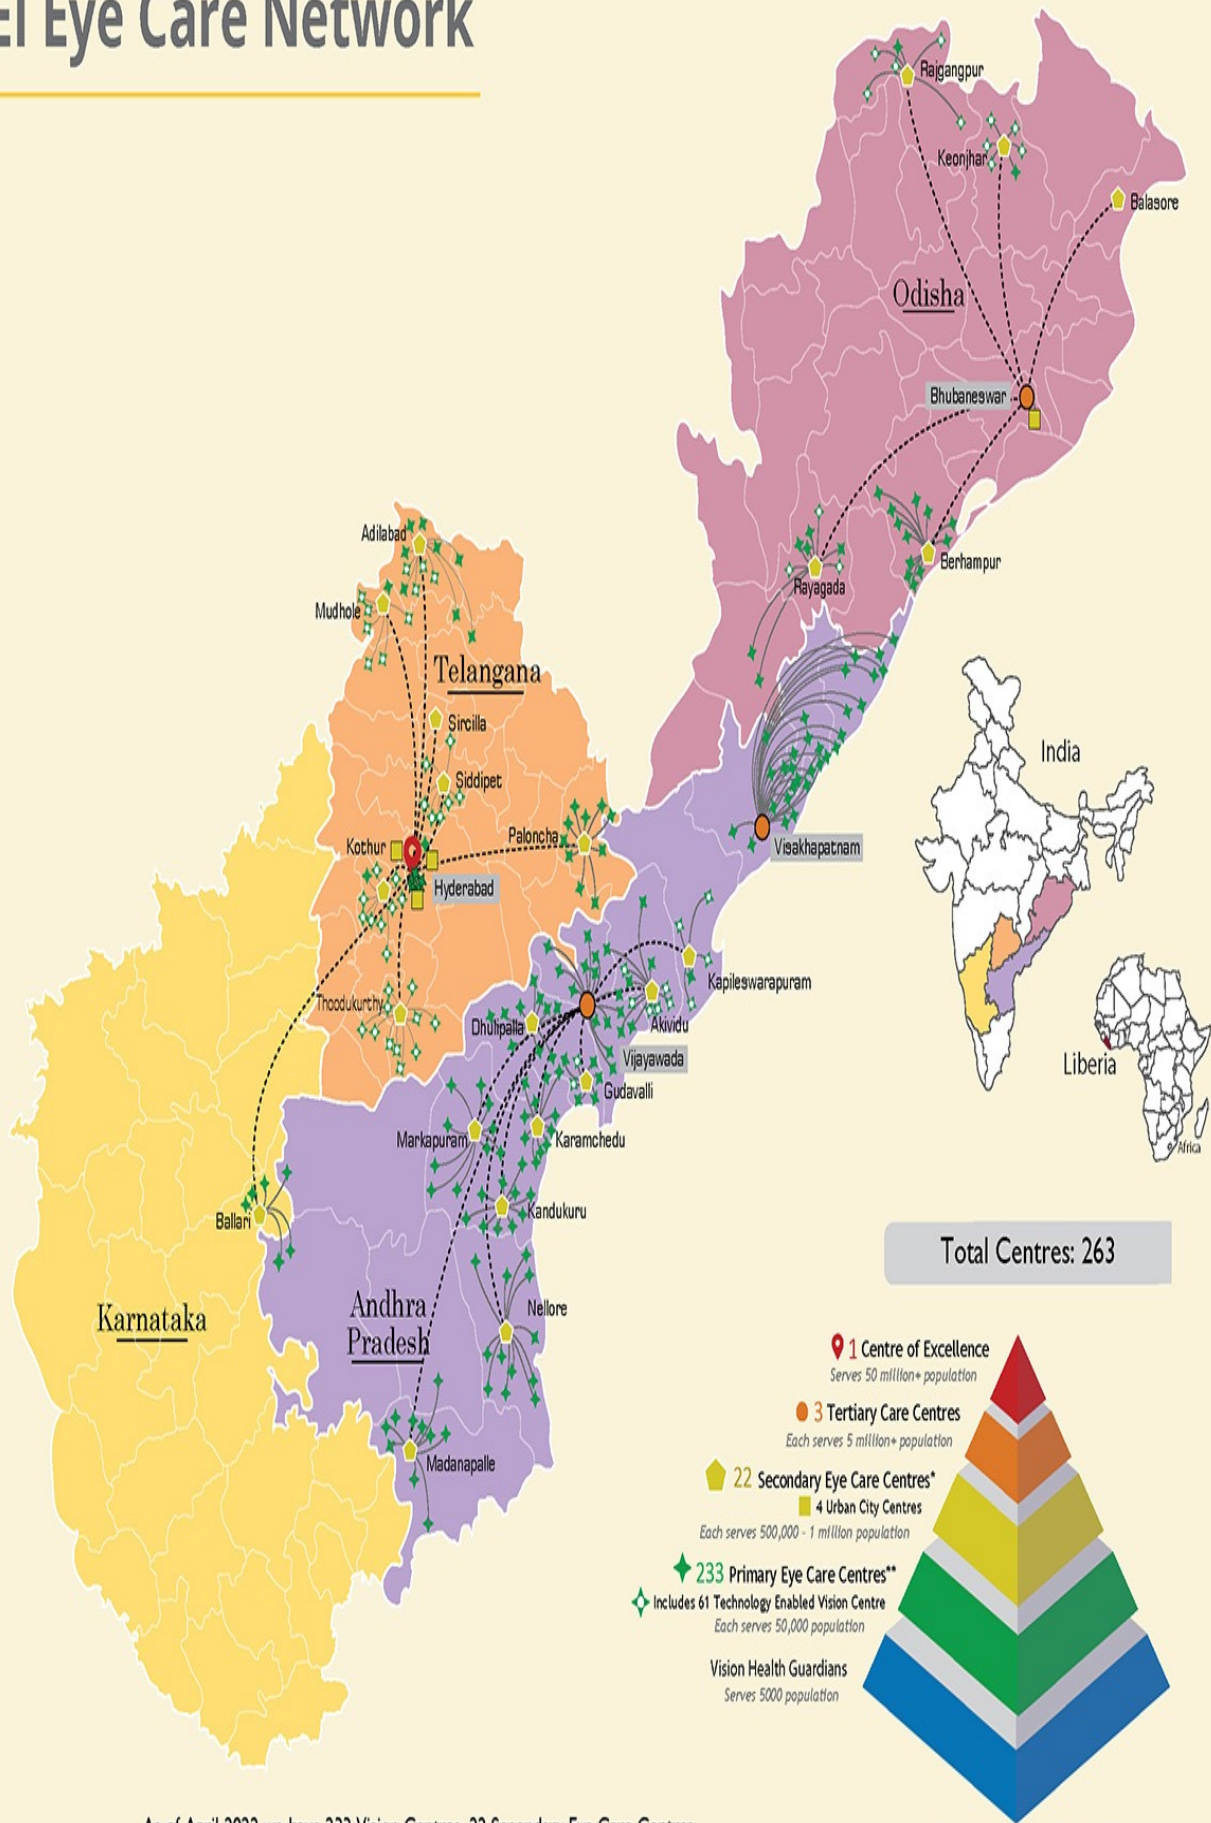 EI Eye Care Network
Rajgangpur
Keonjhar
Balasore
Odisha
Bhubaneswar
Berhampur
Rayagada
Adilabad
Mudhole
Telangana
Sircilla
Siddipet
Kothur
Paloncha
Hyderabad
Visakhapatnam
India
Thoodukurthy
Kapileswarapuram
Dhulipalla
Akividu
Vijayawada
Gudavalli
Liberia
Africa
Markapuram
Karamchedu
Kandukuru
Ballari
Karnataka
Andhra
Pradesh
Nellore
Madanapalle
Total Centres: 263
1 Centre of Excellence
Serves 50 million+ population
3 Tertiary Care Centres
Each serves 5 million+ population
22 Secondary Eye Care Centres*
4 Urban City Centres
Each serves 500,000 - 1 million population
233 Primary Eye Care Centres**
Includes 61 Technology Enabled Vision Centre
Each serves 50,000 population
Vision Health Guardians
Serves 5000 population